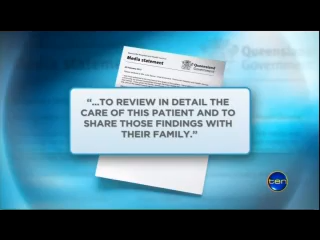 Media statement
Queensland
Government
"...TO REVIEW IN DETAIL THE
CARE OF THIS PATIENT AND TO
SHARE THOSE FINDINGS WITH
THEIR FAMILY."
ten